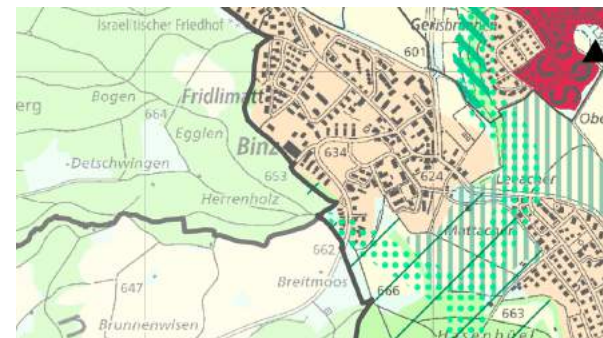 Israelitischer Friedhof
Gerisbrunnen
601
Bogen
Fridlimatt
664
Egglen
Binz
634
Detschwingen
653
624
Herrenholz
Mattacher
662
647
Breitmoos
666
663
Brunnenwisen